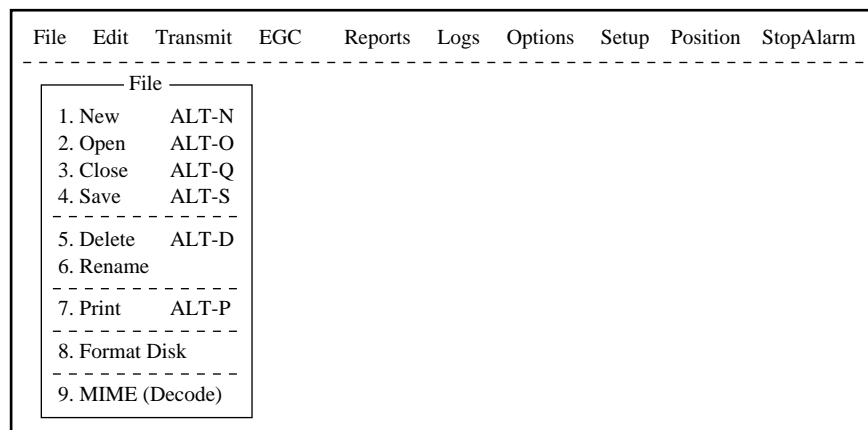 File Edit Transmit EGC Reports Logs Options Setup Position StopAlarm
File
1. New ALT-N
2. Open ALT-O
3. Close ALT-Q
4. Save ALT-S
5. Delete ALT-D
6. Rename
7. Print ALT-P
8. Format Disk
9. MIME (Decode)